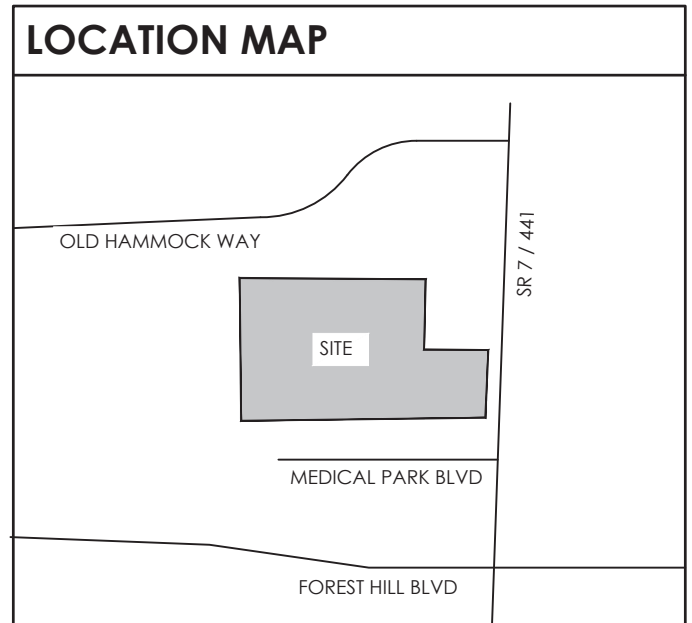 LOCATION MAP
OLD HAMMOCK WAY
SR 7 / 441
SITE
MEDICAL PARK BLVD
FOREST HILL BLVD